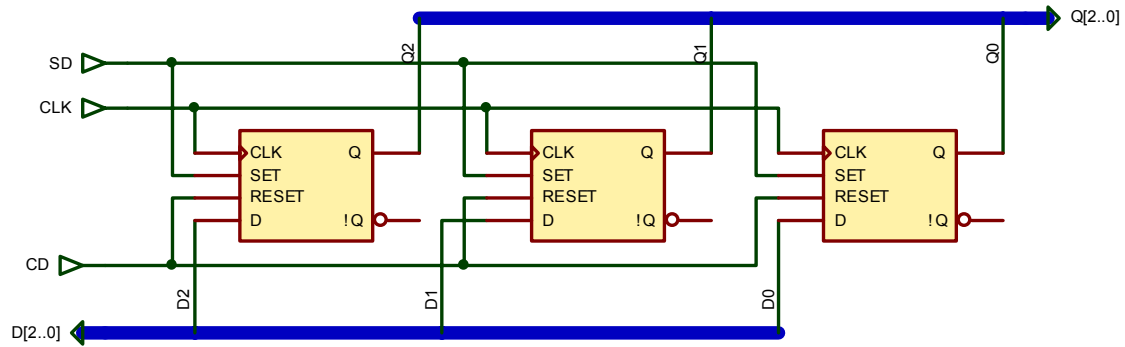 Q[2..0]
SD
Q2
Q1
Q0
CLK
CLK
Q
SET
RESET
D
!Q
CLK
Q
SET
RESET
D
!Q
CLK
Q
SET
RESET
D
!Q
CD
D2
D1
D0
D[2..0]